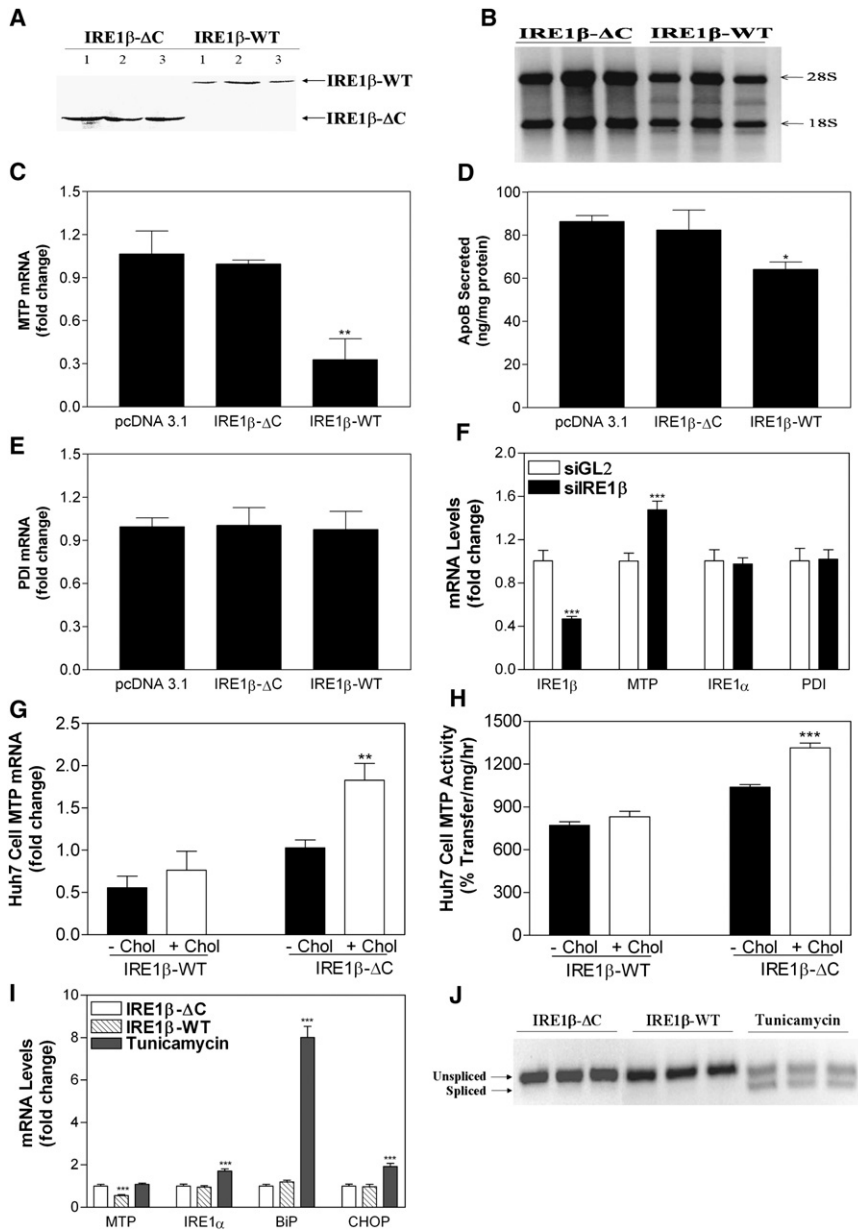 A
IRE1β-ΔC IRE1β-WT
1 2 3 1 2 3
IRE1β-WT
IRE1β-ΔC
B
IRE1β-ΔC IRE1β-WT
28S
18S
C
MTP mRNA
(fold change)
1.5
1.2
0.9
0.6
0.3
0.0
**
pcDNA 3.1 IRE1β-ΔC IRE1β-WT
D
ApoB Secreted
(ng/mg protein)
100
80
60
40
20
0
*
pcDNA 3.1 IRE1β-ΔC IRE1β-WT
E
PDI mRNA
(fold change)
1.5
1.2
0.9
0.6
0.3
0.0
pcDNA 3.1 IRE1β-ΔC IRE1β-WT
F
mRNA Levels
(fold change)
2.0
1.6
1.2
0.8
0.4
0.0
siGL2
siIRE1β
***
***
IRE1β MTP IRE1α PDI
G
Huh7 Cell MTP mRNA
(fold change)
2.5
2.0
1.5
1.0
0.5
0.0
**
- Chol + Chol - Chol + Chol
IRE1β-WT IRE1β-ΔC
H
Huh7 Cell MTP Activity
(% Transfer/mg/hr)
1500
1200
900
600
300
0
***
- Chol + Chol - Chol + Chol
IRE1β-WT IRE1β-ΔC
I
mRNA Levels
(fold change)
10
8
6
4
2
0
IRE1β-ΔC
IRE1β-WT
Tunicamycin
***
***
***
***
MTP IRE1α BiP CHOP
J
IRE1β-ΔC IRE1β-WT Tunicamycin
Unspliced
Spliced